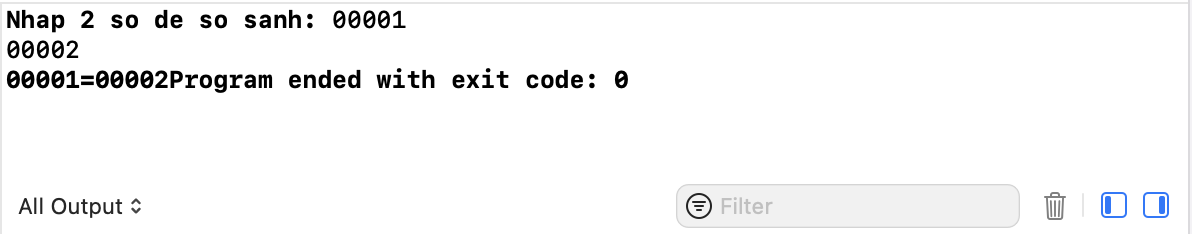 Nhap 2 so de so sanh: 00001
00002
00001=00002Program ended with exit code: 0
All Output
Filter